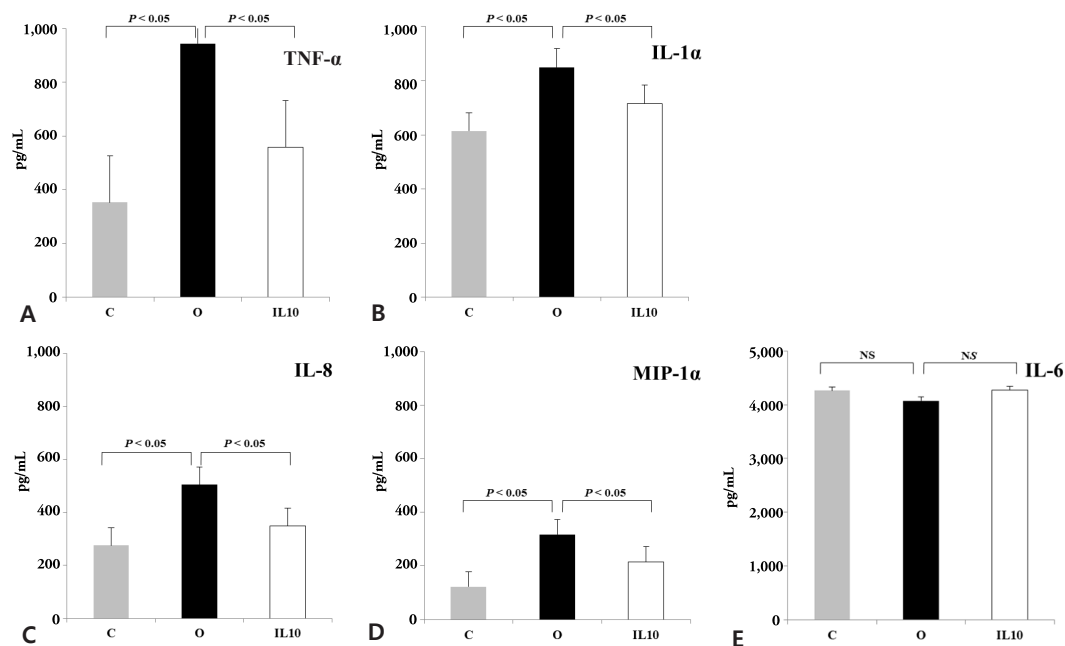 P < 0.05 P < 0.05
TNF-α
pg/mL
1,000
800
600
400
200
0
C O IL10
A
P < 0.05 P < 0.05
IL-1α
pg/mL
1,000
800
600
400
200
0
C O IL10
B
IL-8
P < 0.05 P < 0.05
pg/mL
1,000
800
600
400
200
0
C O IL10
C
MIP-1α
P < 0.05 P < 0.05
pg/mL
1,000
800
600
400
200
0
C O IL10
D
NS NS
IL-6
pg/mL
5,000
4,000
3,000
2,000
1,000
0
C O IL10
E